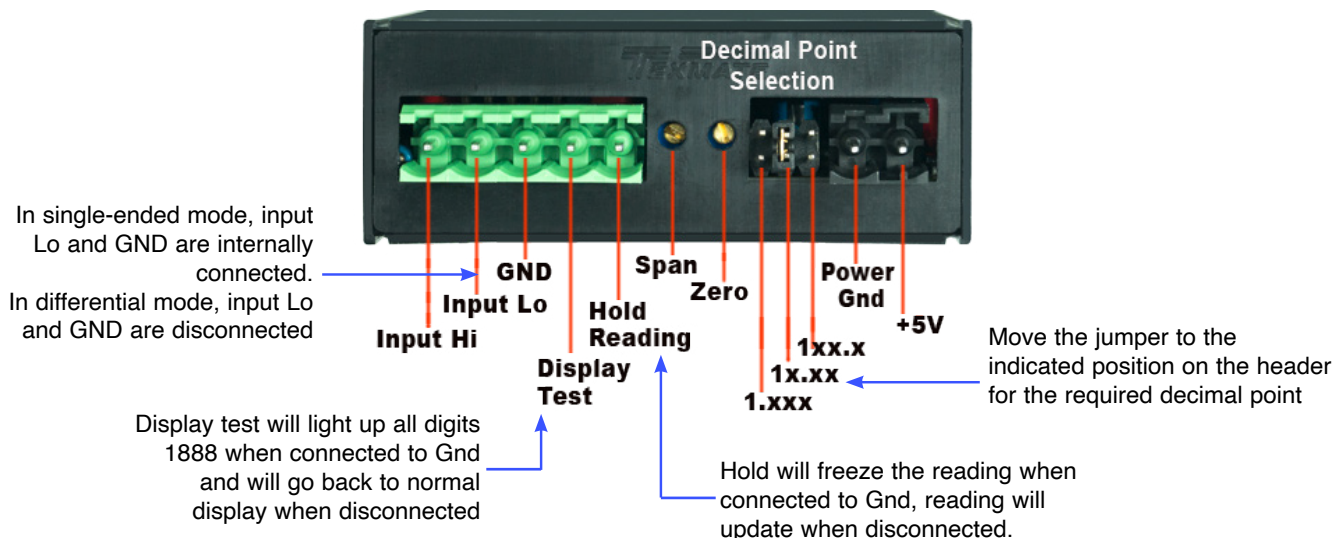 Decimal Point
Selection
TEKMATE
In single-ended mode, input
Lo and GND are internally
connected.
In differential mode, input Lo
and GND are disconnected
GND
Input Lo
Input Hi
Display
Test
Hold
Reading
Span
Zero
1xx.x
1x.xx
1.xxx
Power
Gnd
+5V
Move the jumper to the
indicated position on the header
for the required decimal point
Display test will light up all digits
1888 when connected to Gnd
and will go back to normal
display when disconnected
Hold will freeze the reading when
connected to Gnd, reading will
update when disconnected.